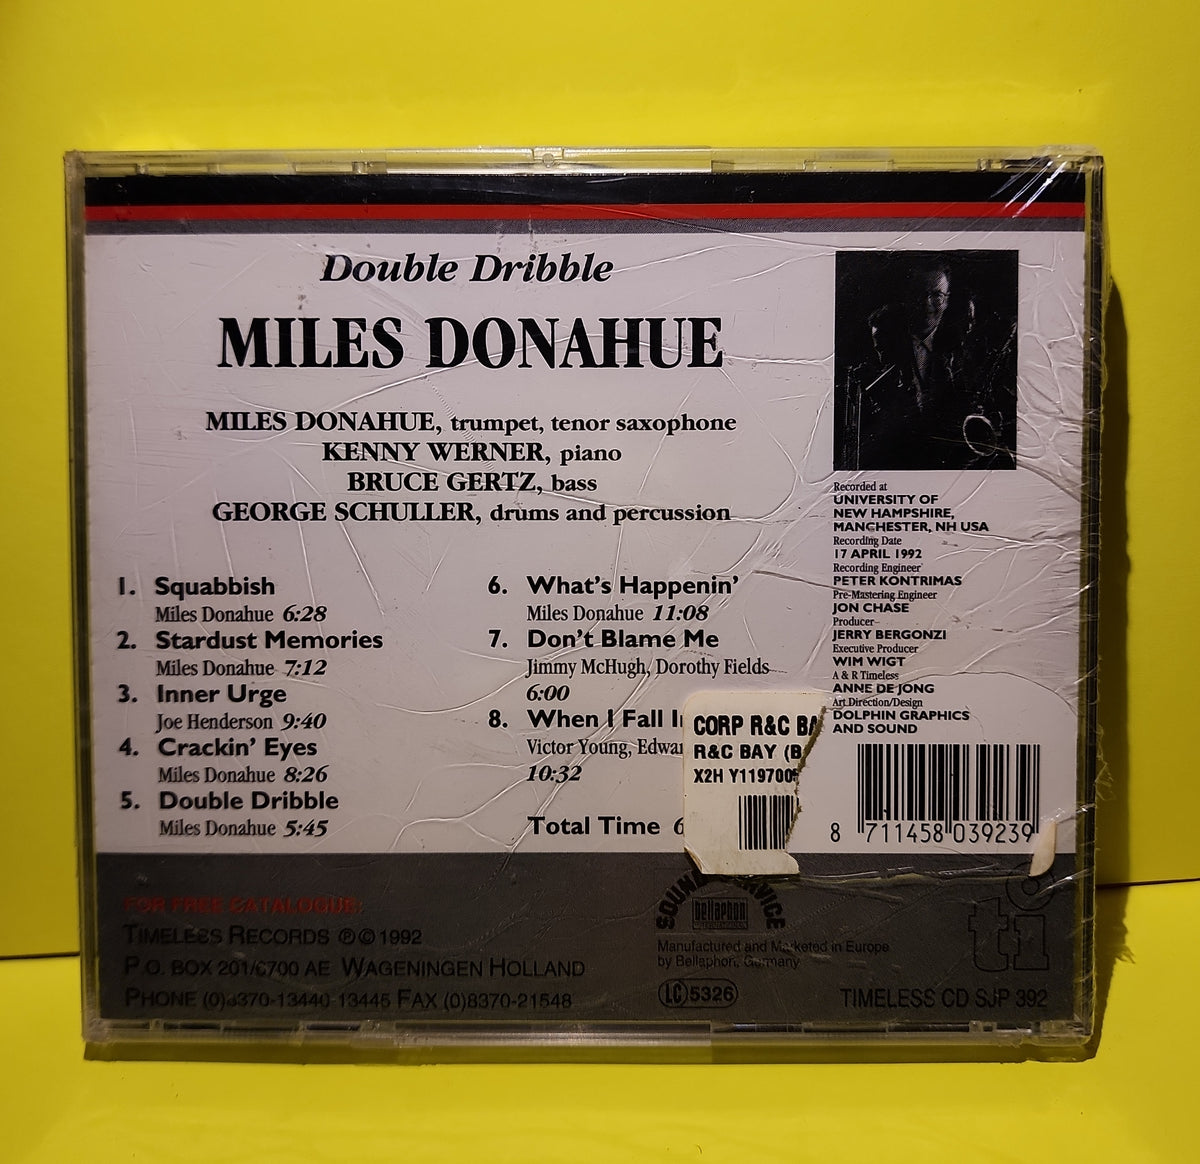 Double Dribble
MILES DONAHUE
MILES DONAHUE, trumpet, tenor saxophone
KENNY WERNER, piano
BRUCE GERTZ, bass
GEORGE SCHULLER, drums and percussion
1. Squabbish
Miles Donahue 6:28
2. Stardust Memories
Miles Donahue 7:12
3. Inner Urge
Joe Henderson 9:40
4. Crackin' Eyes
Miles Donahue 8:26
5. Double Dribble
Miles Donahue 5:45
6. What's Happenin'
Miles Donahue 11:08
7. Don't Blame Me
Jimmy McHugh, Dorothy Fields
6:00
8. When I Fall
Victor Young,
10:32
Total Time
Recorded at
UNIVERSITY OF
NEW HAMPSHIRE,
MANCHESTER, NH USA
Recording Date
17 APRIL 1992
Recording Engineer
PETER KONTRIMAS
Pre-Mastering Engineer
JON CHASE
Producer
JERRY BERGONZI
Executive Producer
WIM WIGT
A & R Timeless
ANNE DE JONG
Art Direction/Design
DOLPHIN GRAPHICS
AND SOUND
CORP R&C
R&C BAY
X2H
8 711458 039239
FOR FREE CATALOGUE:
TIMELESS RECORDS ℗ © 1992
P.O. BOX 201/6700 AE WAGENINGEN HOLLAND
PHONE (0)8370-13440-13445 FAX (0)8370-21548
SOUND SERVICE
bellaphon
Manufactured and Marketed in Europe
by Bellaphon, Germany
LC 5326
ti
TIMELESS CD SJP 392